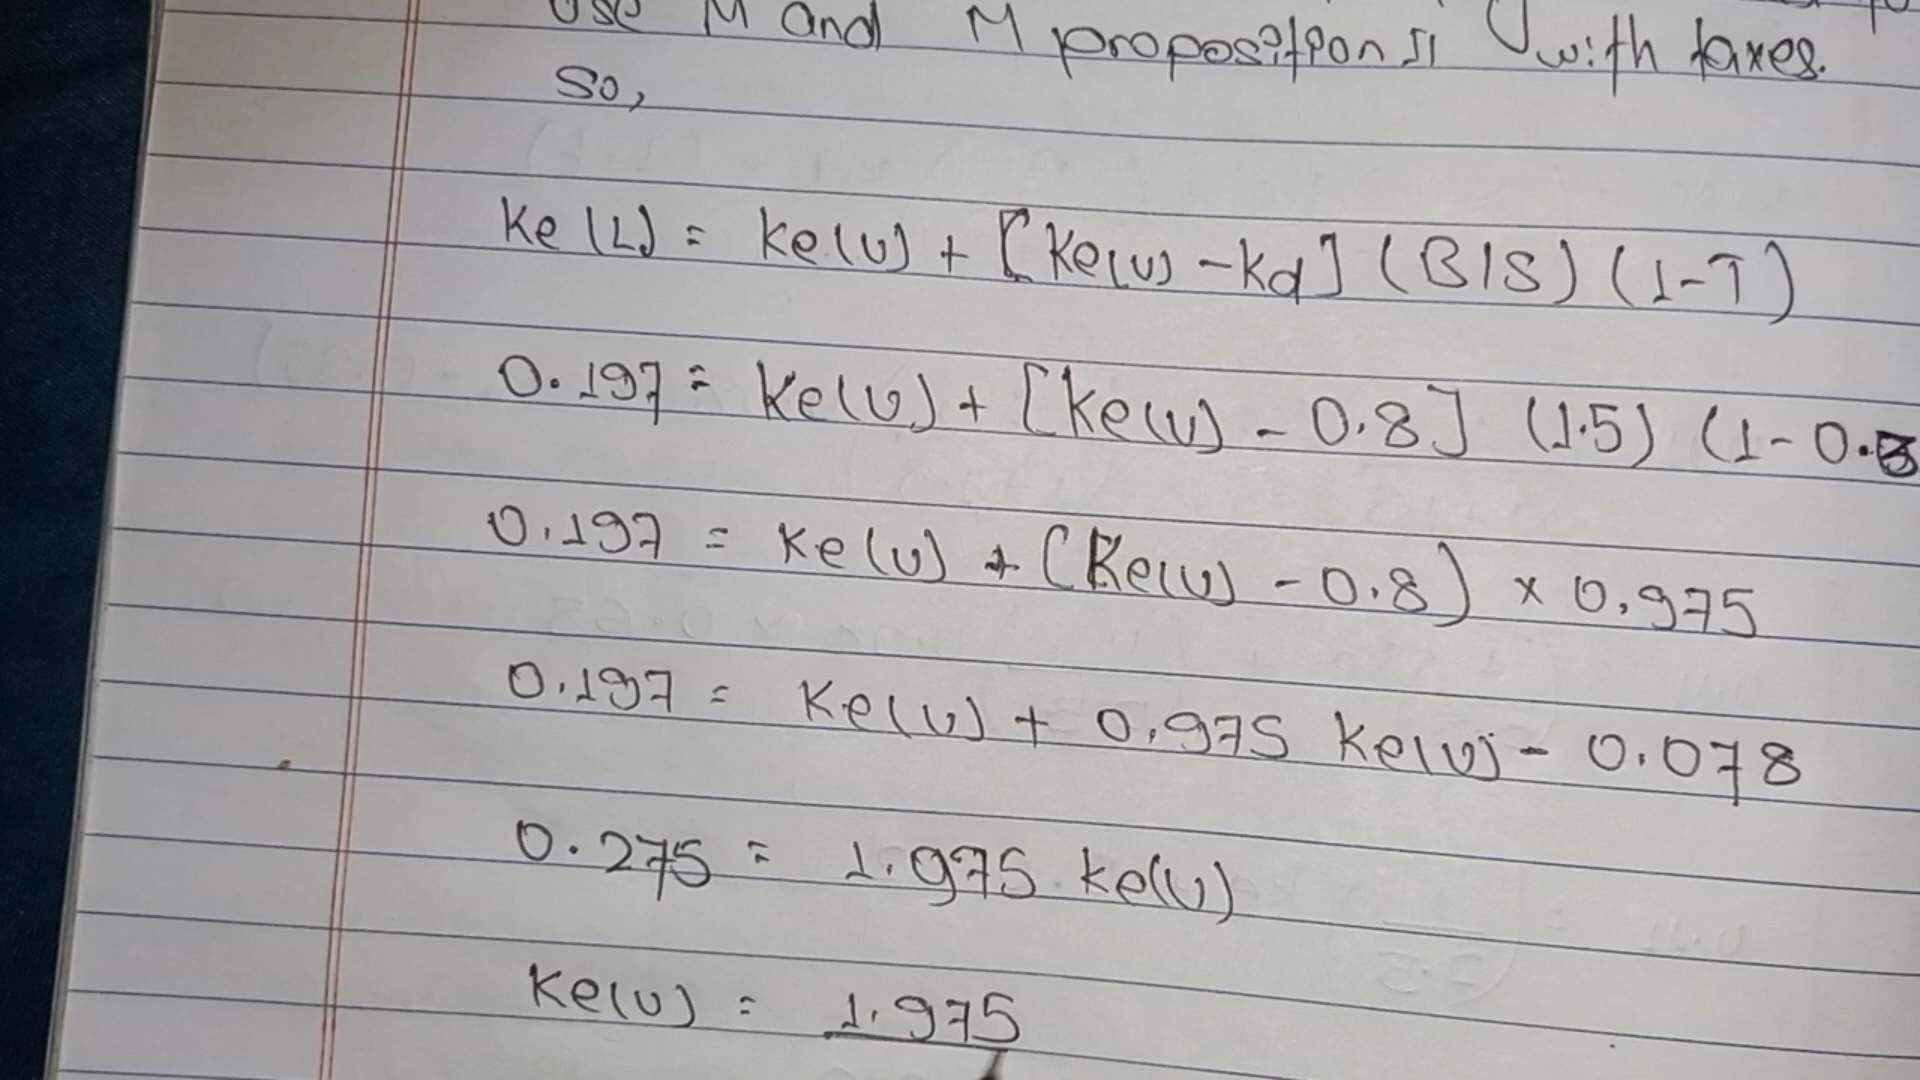 Use M and M proposition II with taxes.
So,
Ke(L) = Ke(U) + [Ke(U) - Kd] (B/S) (1-T)
0.197 = Ke(U) + [Ke(U) - 0.8] (1.5) (1-0.3
0.197 = Ke(U) + (Ke(U) - 0.8) × 0.975
0.197 = Ke(U) + 0.975 Ke(U) - 0.078
0.275 = 1.975 Ke(U)
Ke(U) = 1.975